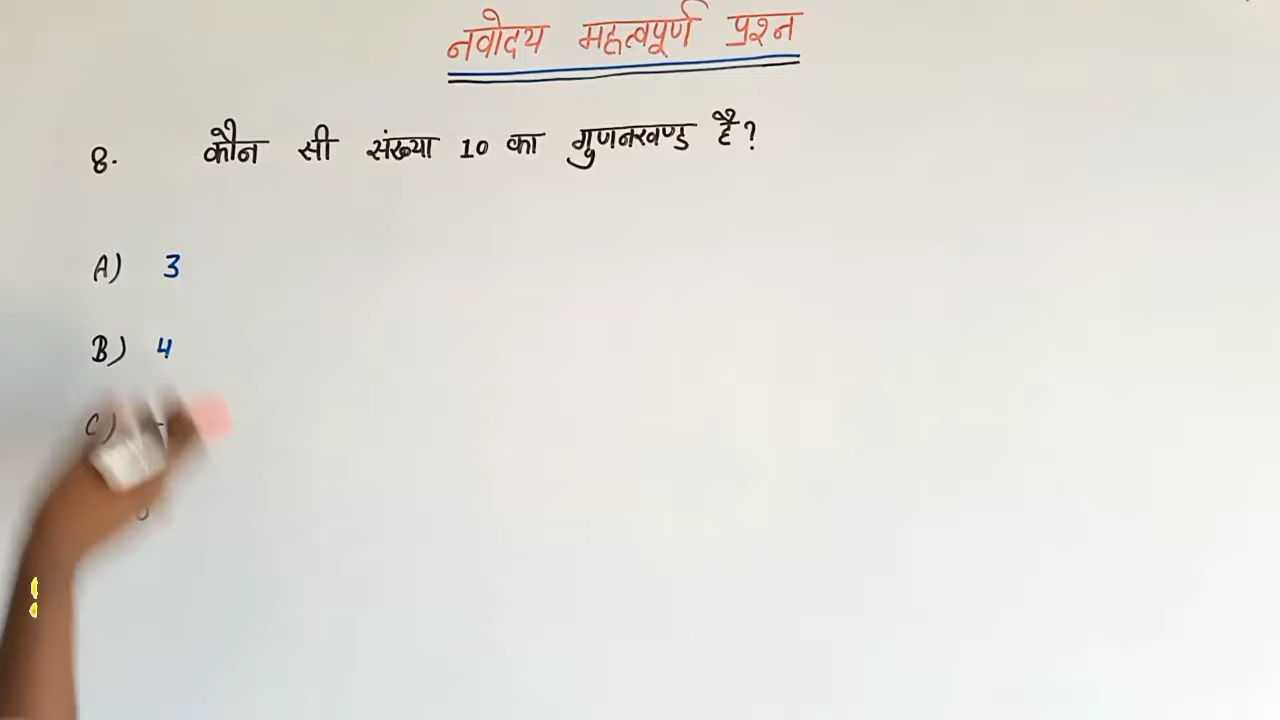 नवोदय महत्वपूर्ण प्रश्न
8. कौन सी संख्या 10 का गुणनखण्ड है?
A) 3
B) 4
C)